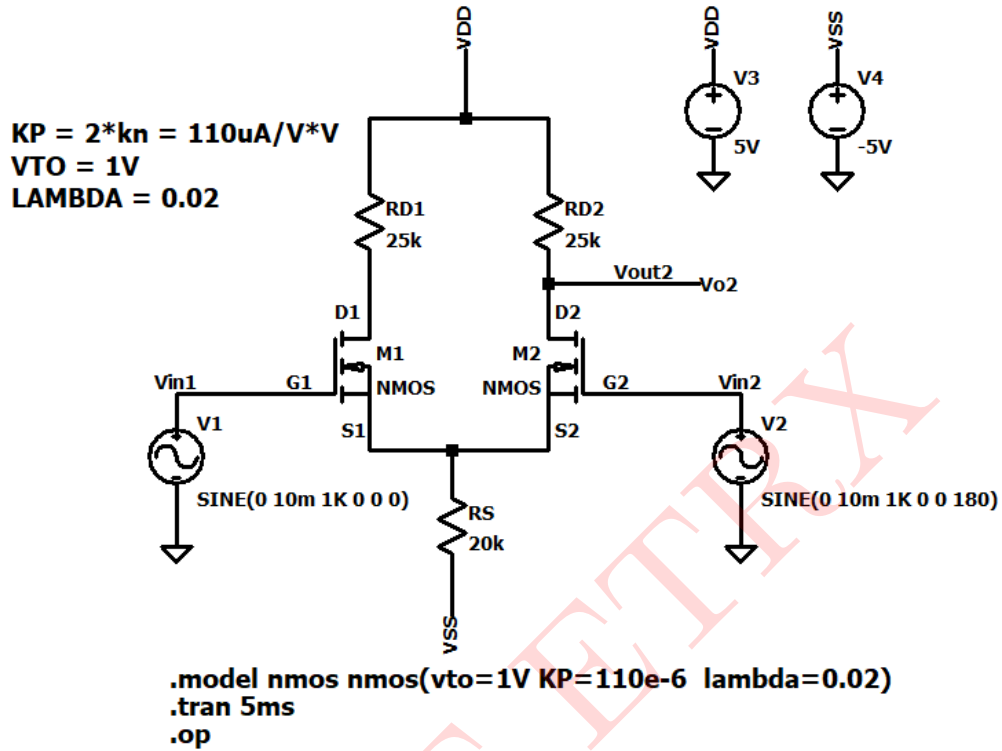 VDD
VDD
VSS
V3
V4
5V
-5V
KP = 2*kn = 110uA/V*V
VTO = 1V
LAMBDA = 0.02
RD1
25k
RD2
25k
Vout2
Vo2
D1
D2
M1
M2
NMOS
NMOS
Vin1
G1
G2
Vin2
V1
S1
S2
V2
SINE(0 10m 1K 0 0 0)
SINE(0 10m 1K 0 0 180)
RS
20k
VSS
.model nmos nmos(vto=1V KP=110e-6 lambda=0.02)
.tran 5ms
.op
ETRX